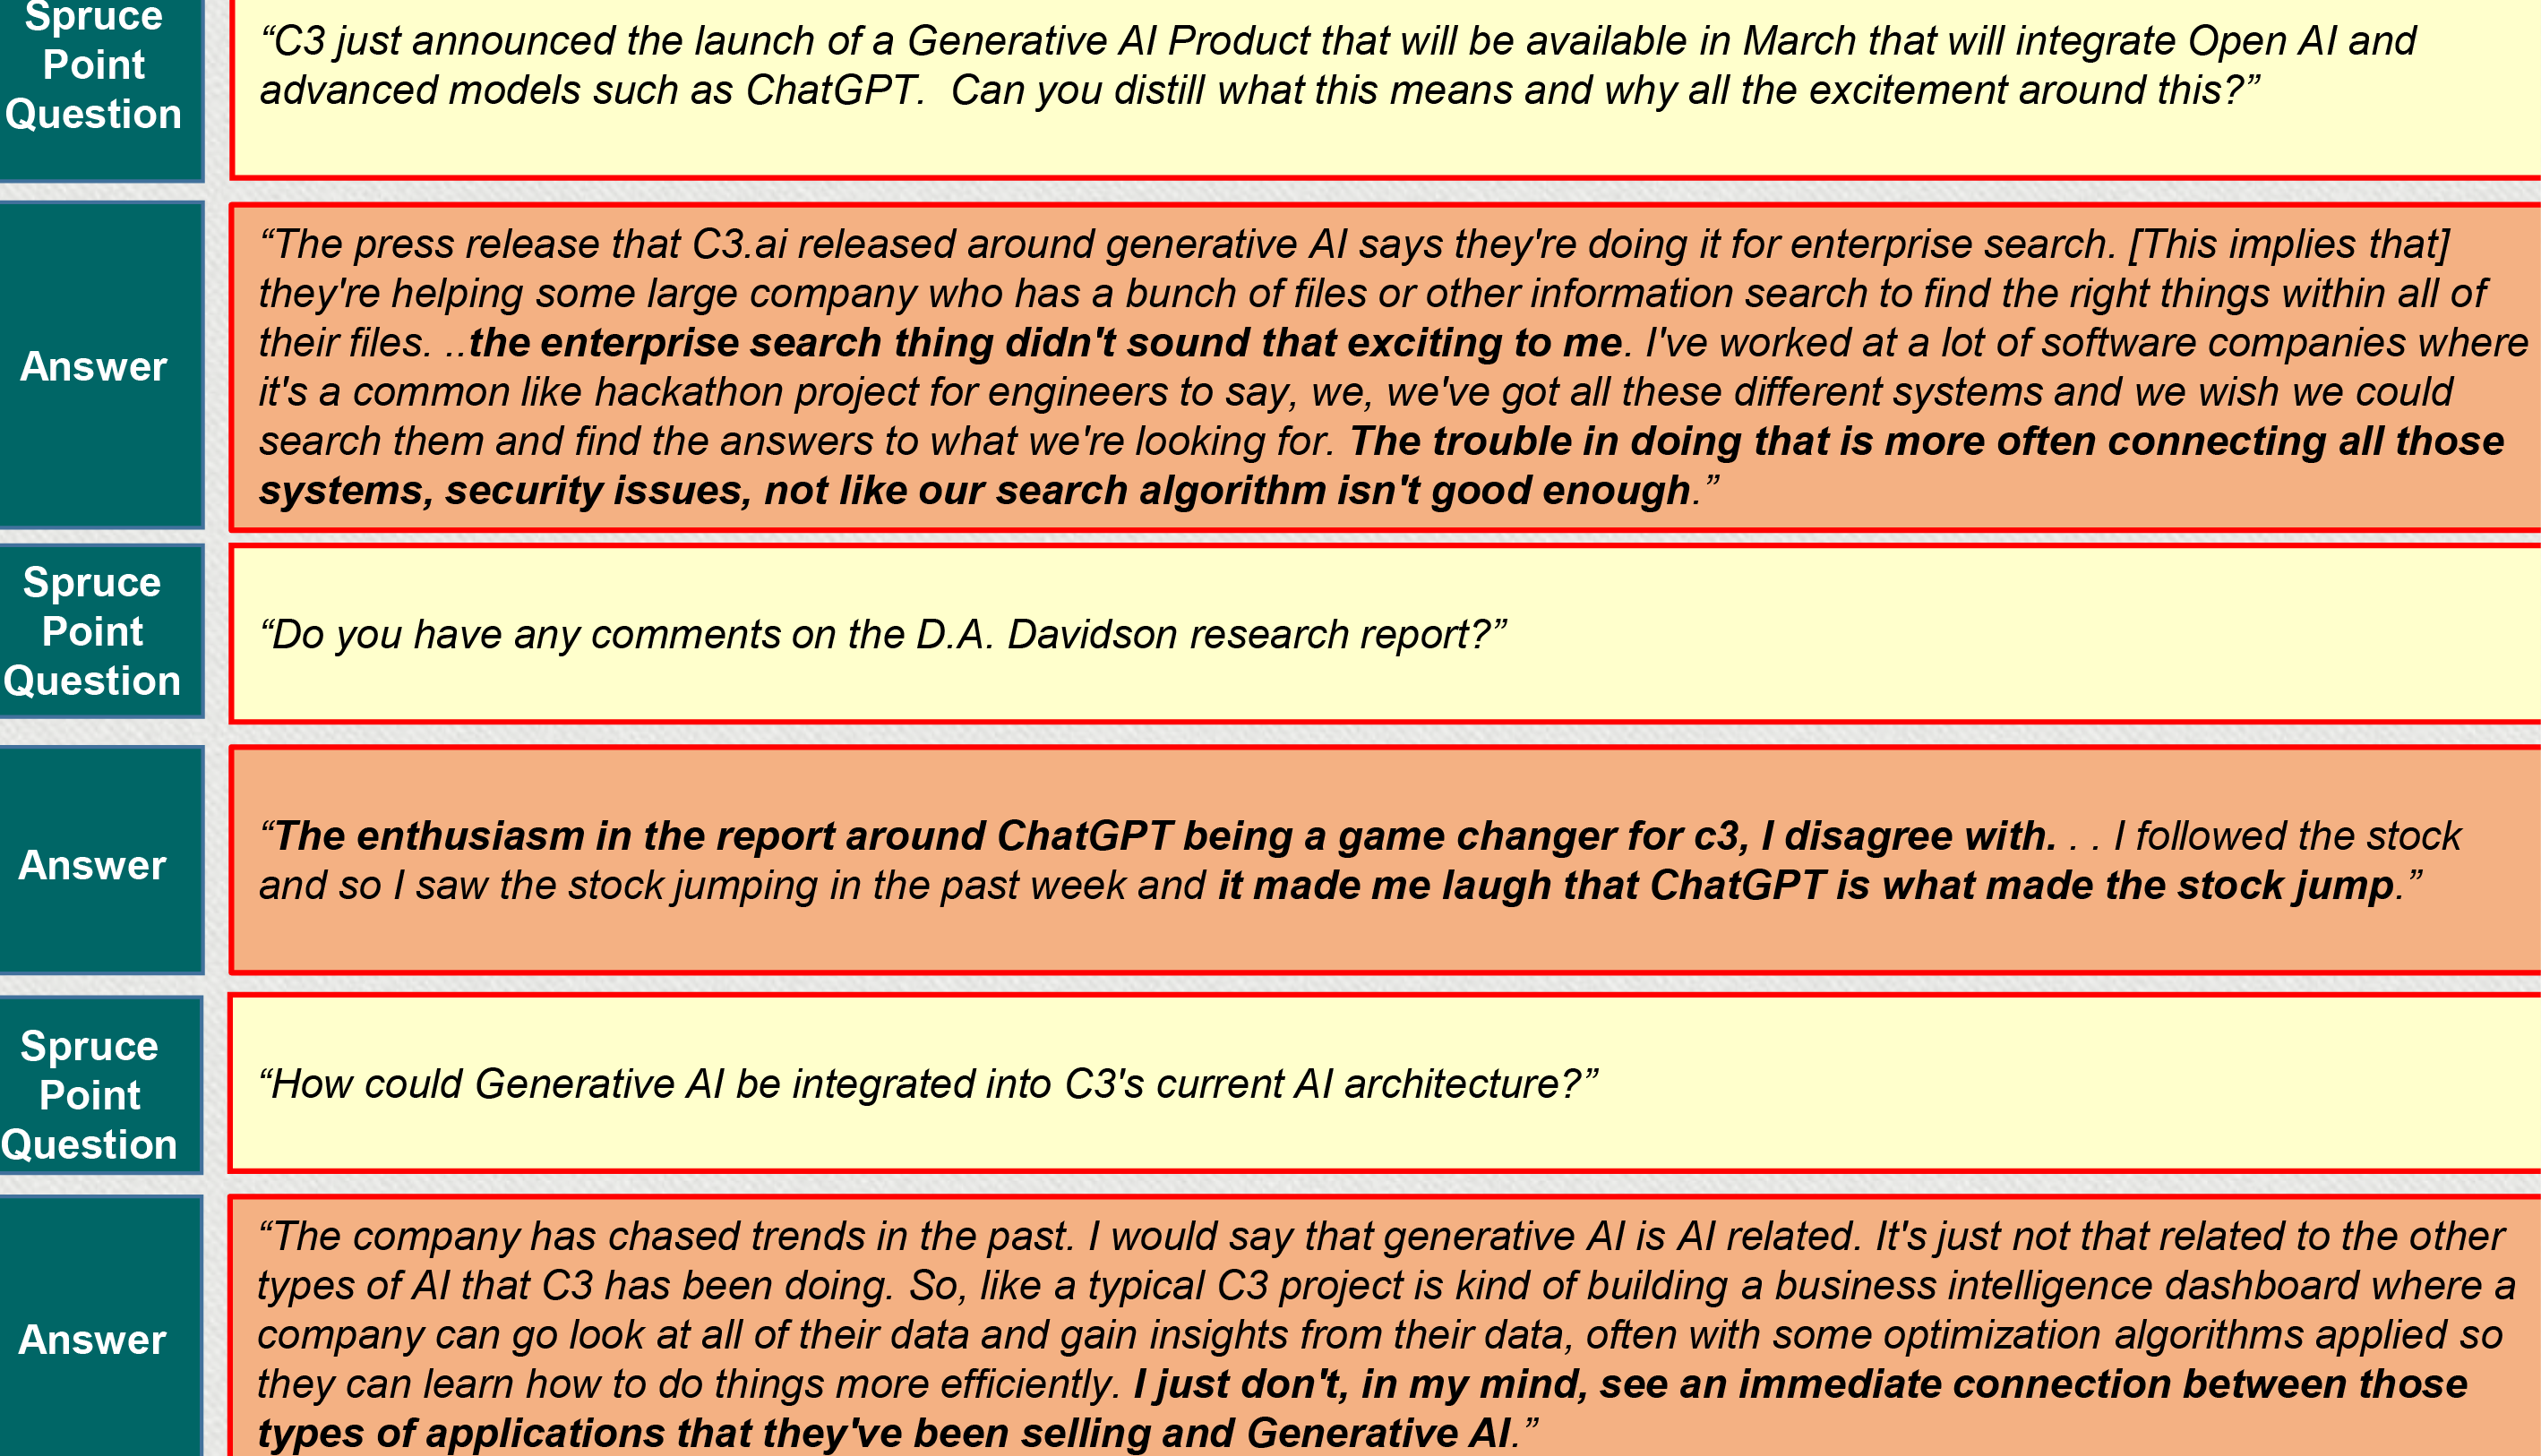 Spruce
Point
Question
“C3 just announced the launch of a Generative AI Product that will be available in March that will integrate Open AI and
advanced models such as ChatGPT.  Can you distill what this means and why all the excitement around this?”
Answer
“The press release that C3.ai released around generative AI says they're doing it for enterprise search. [This implies that]
they're helping some large company who has a bunch of files or other information search to find the right things within all of
their files. ..the enterprise search thing didn't sound that exciting to me. I've worked at a lot of software companies where
it's a common like hackathon project for engineers to say, we, we've got all these different systems and we wish we could
search them and find the answers to what we're looking for. The trouble in doing that is more often connecting all those
systems, security issues, not like our search algorithm isn't good enough.”
Spruce
Point
Question
“Do you have any comments on the D.A. Davidson research report?”
Answer
“The enthusiasm in the report around ChatGPT being a game changer for c3, I disagree with. . . I followed the stock
and so I saw the stock jumping in the past week and it made me laugh that ChatGPT is what made the stock jump.”
Spruce
Point
Question
“How could Generative AI be integrated into C3's current AI architecture?”
Answer
“The company has chased trends in the past. I would say that generative AI is AI related. It's just not that related to the other
types of AI that C3 has been doing. So, like a typical C3 project is kind of building a business intelligence dashboard where a
company can go look at all of their data and gain insights from their data, often with some optimization algorithms applied so
they can learn how to do things more efficiently. I just don't, in my mind, see an immediate connection between those
types of applications that they've been selling and Generative AI.”